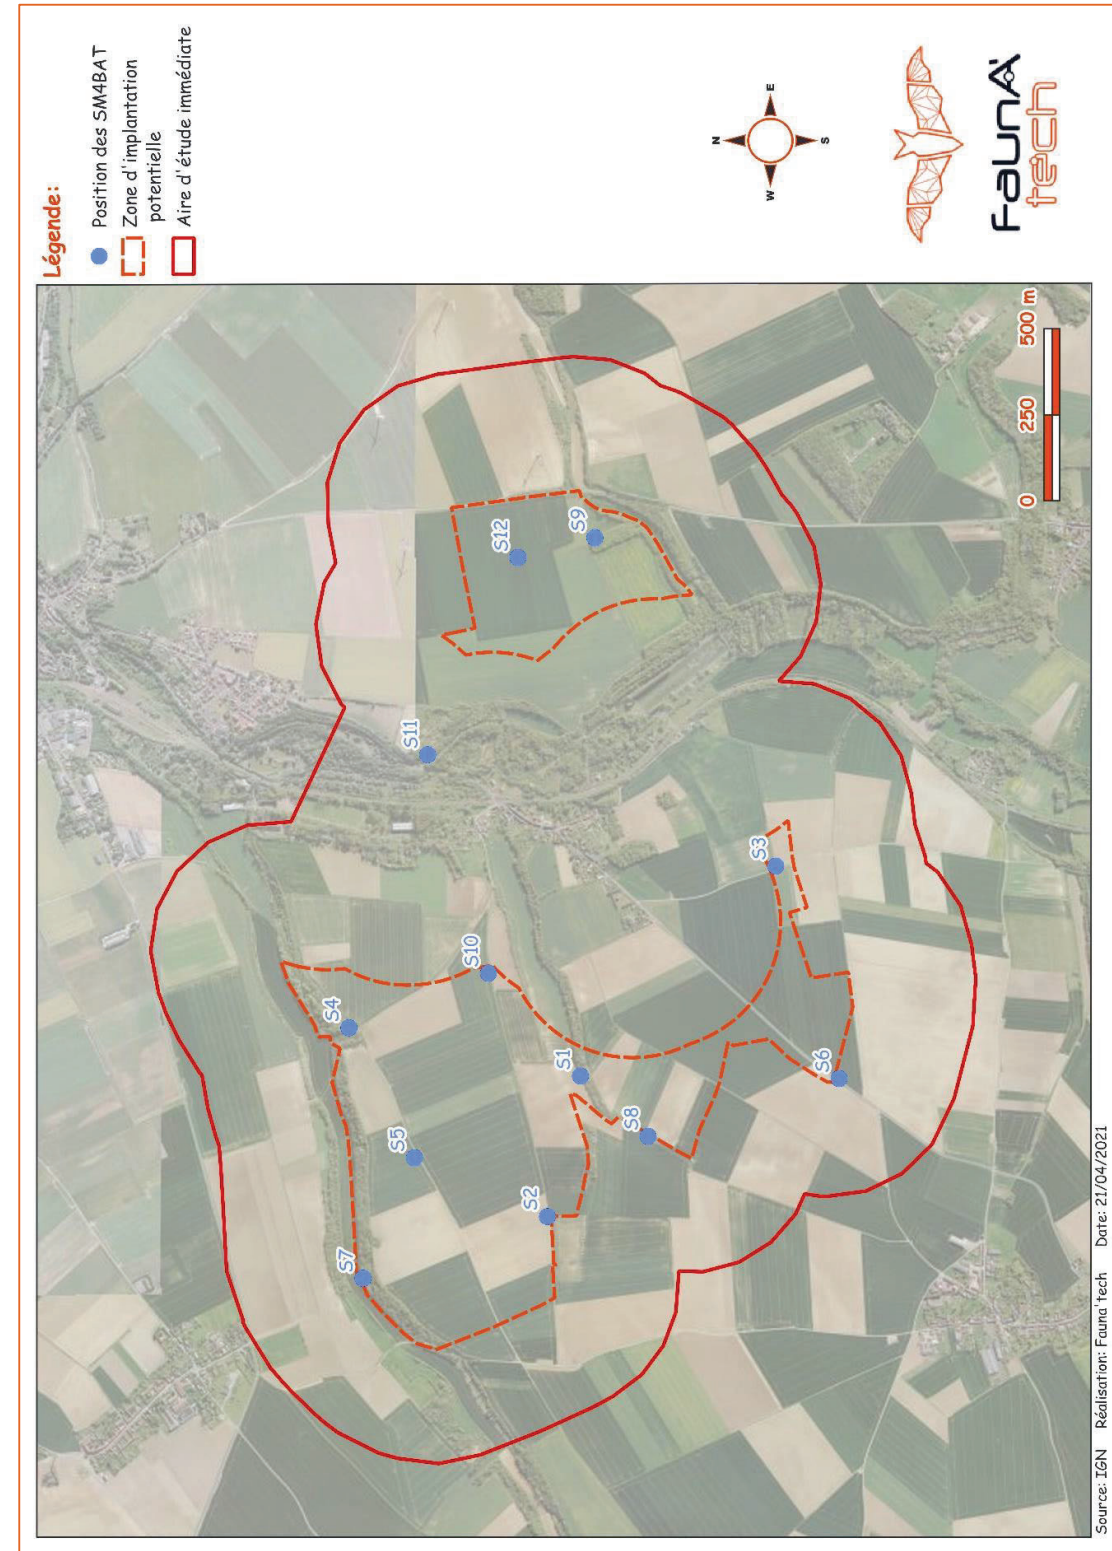 Légende:
Position des SM4BAT
Zone d'implantation
potentielle
Aire d'étude immédiate
N
W
E
S
Faunà
tech
S7
S4
S5
S2
S10
S1
S8
S6
S3
S11
S12
S9
0 250 500 m
Source: IGN Réalisation: Fauna'tech Date: 21/04/2021